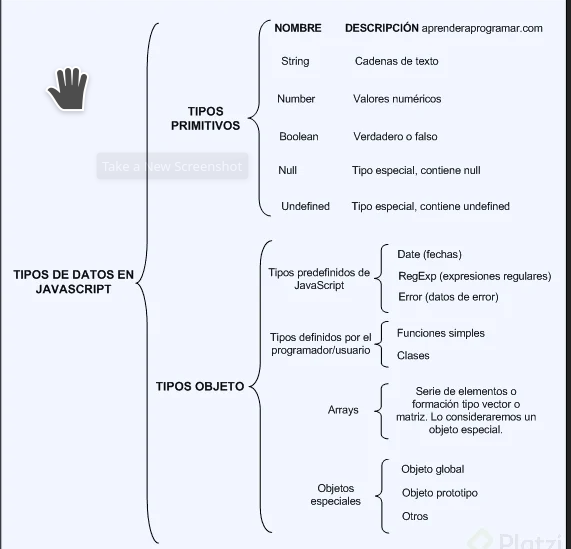 NOMBRE DESCRIPCIÓN aprenderaprogramar.com
String Cadenas de texto
Number Valores numéricos
TIPOS
PRIMITIVOS
Boolean Verdadero o falso
Take a New Screenshot
Null Tipo especial, contiene null
Undefined Tipo especial, contiene undefined
TIPOS DE DATOS EN
JAVASCRIPT
TIPOS OBJETO
Tipos predefinidos de
JavaScript
Date (fechas)
RegExp (expresiones regulares)
Error (datos de error)
Tipos definidos por el
programador/usuario
Funciones simples
Clases
Arrays
Serie de elementos o
formación tipo vector o
matriz. Lo consideraremos un
objeto especial.
Objetos
especiales
Objeto global
Objeto prototipo
Otros
Platzi